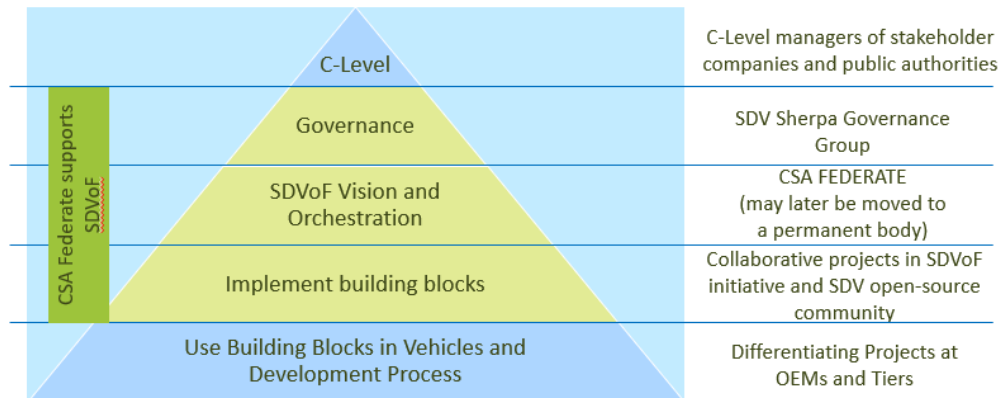 C-Level
C-Level managers of stakeholder
companies and public authorities
CSA Federate supports
SDVoF
Governance
SDV Sherpa Governance
Group
SDVoF Vision and
Orchestration
CSA FEDERATE
(may later be moved to
a permanent body)
Implement building blocks
Collaborative projects in SDVoF
initiative and SDV open-source
community
Use Building Blocks in Vehicles and
Development Process
Differentiating Projects at
OEMs and Tiers